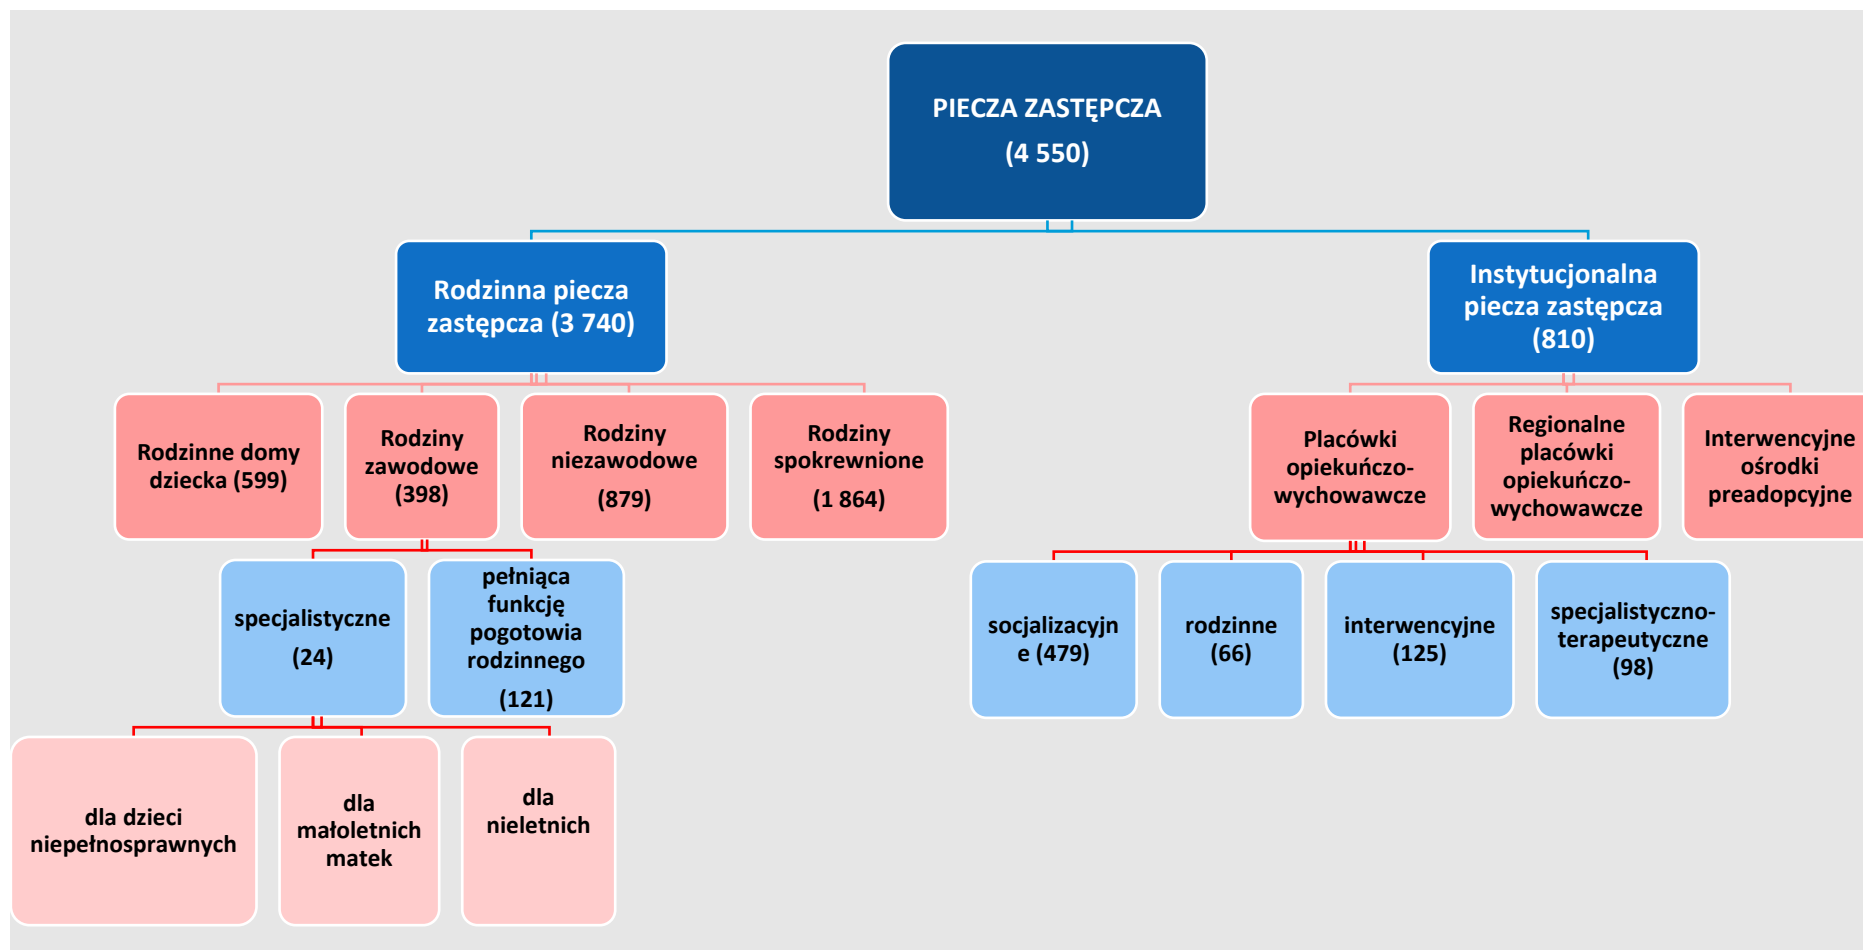 PIECZA ZASTĘPCZA
(4 550)
Rodzinna piecza
zastępcza (3 740)
Instytucjonalna
piecza zastępcza
(810)
Rodzinne domy
dziecka (599)
Rodziny
zawodowe
(398)
Rodziny
niezawodowe
(879)
Rodziny
spokrewnione
(1 864)
Placówki
opiekuńczo-
wychowawcze
Regionalne
placówki
opiekuńczo-
wychowawcze
Interwencyjne
ośrodki
preadopcyjne
specjalistyczne
(24)
pełniąca
funkcję
pogotowia
rodzinnego
(121)
socjalizacyjn
e (479)
rodzinne
(66)
interwencyjne
(125)
specjalistyczno-
terapeutyczne
(98)
dla dzieci
niepełnosprawnych
dla
małoletnich
matek
dla
nieletnich